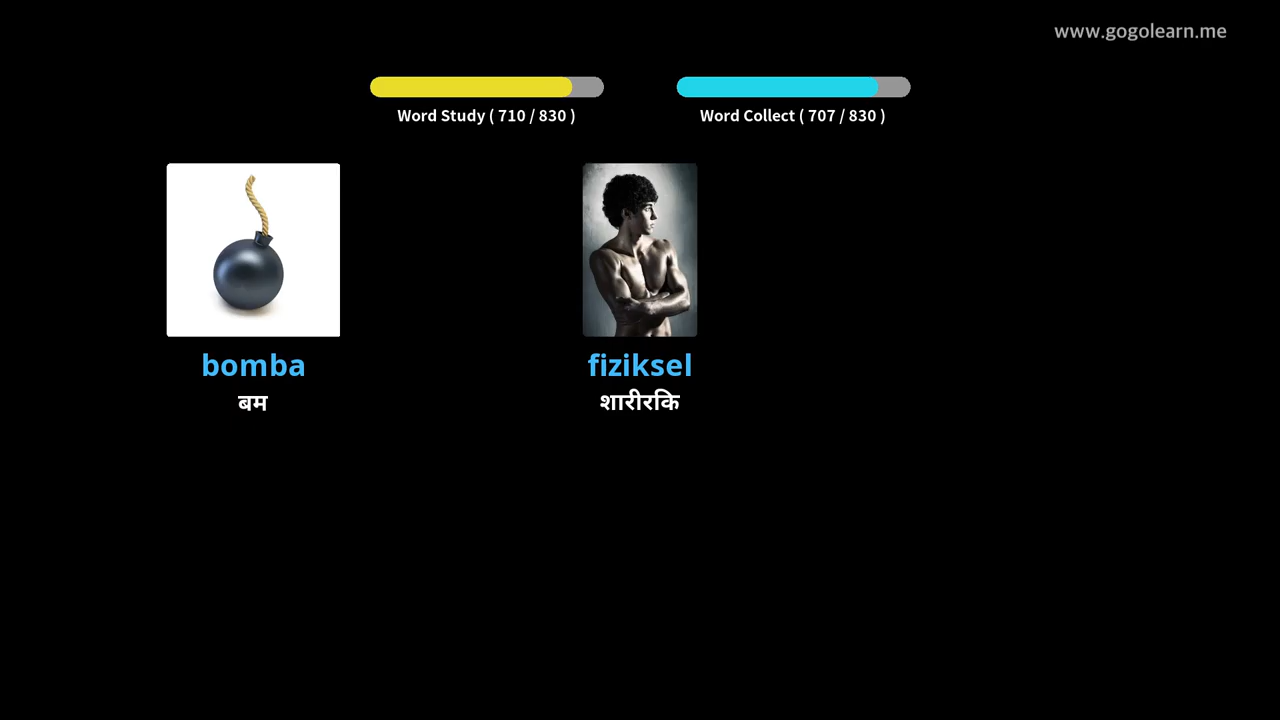 www.gogolearn.me
Word Study ( 710 / 830 )
Word Collect ( 707 / 830 )
bomba
बम
fiziksel
शारीरकि